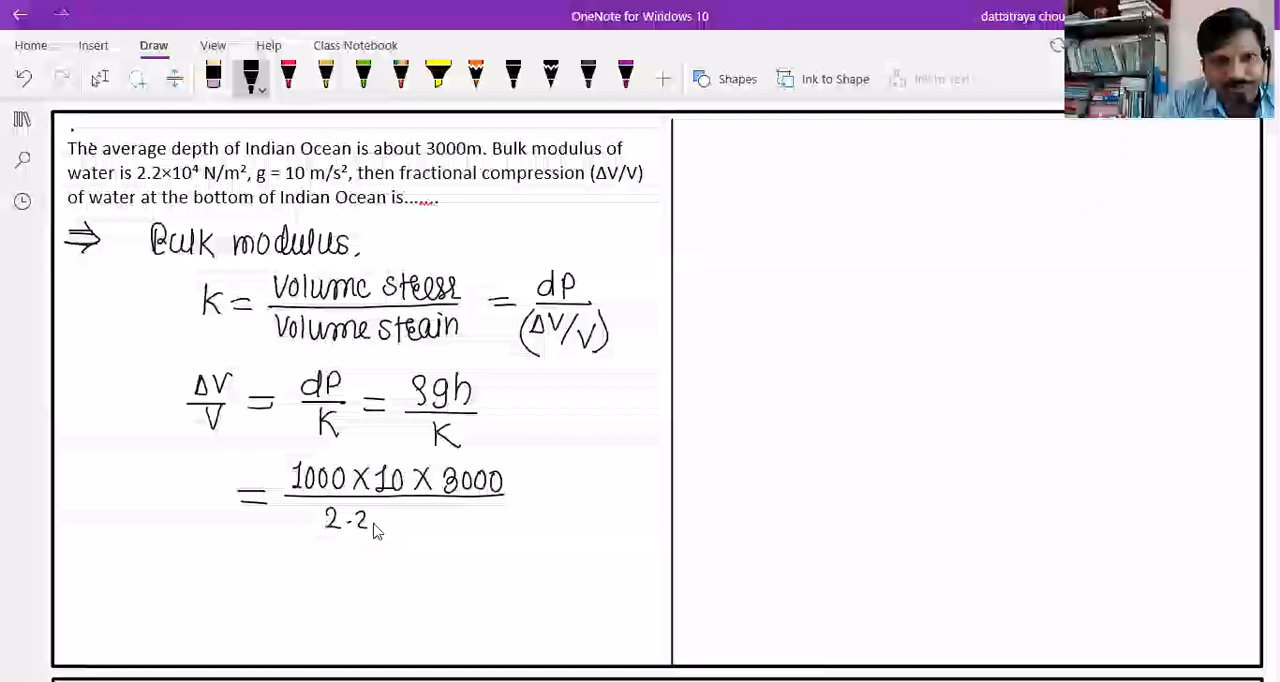 OneNote for Windows 10
dattatraya chou
Home Insert Draw View Help Class Notebook
Shapes Ink to Shape Ink to Text
The average depth of Indian Ocean is about 3000m. Bulk modulus of
water is 2.2×10⁴ N/m², g = 10 m/s², then fractional compression (ΔV/V)
of water at the bottom of Indian Ocean is.......
⇒ Bulk modulus.
K = Volume stress / Volume strain = dP / (ΔV/V)
ΔV/V = dP/K = ρgh/K
= 1000 × 10 × 3000 / 2.2